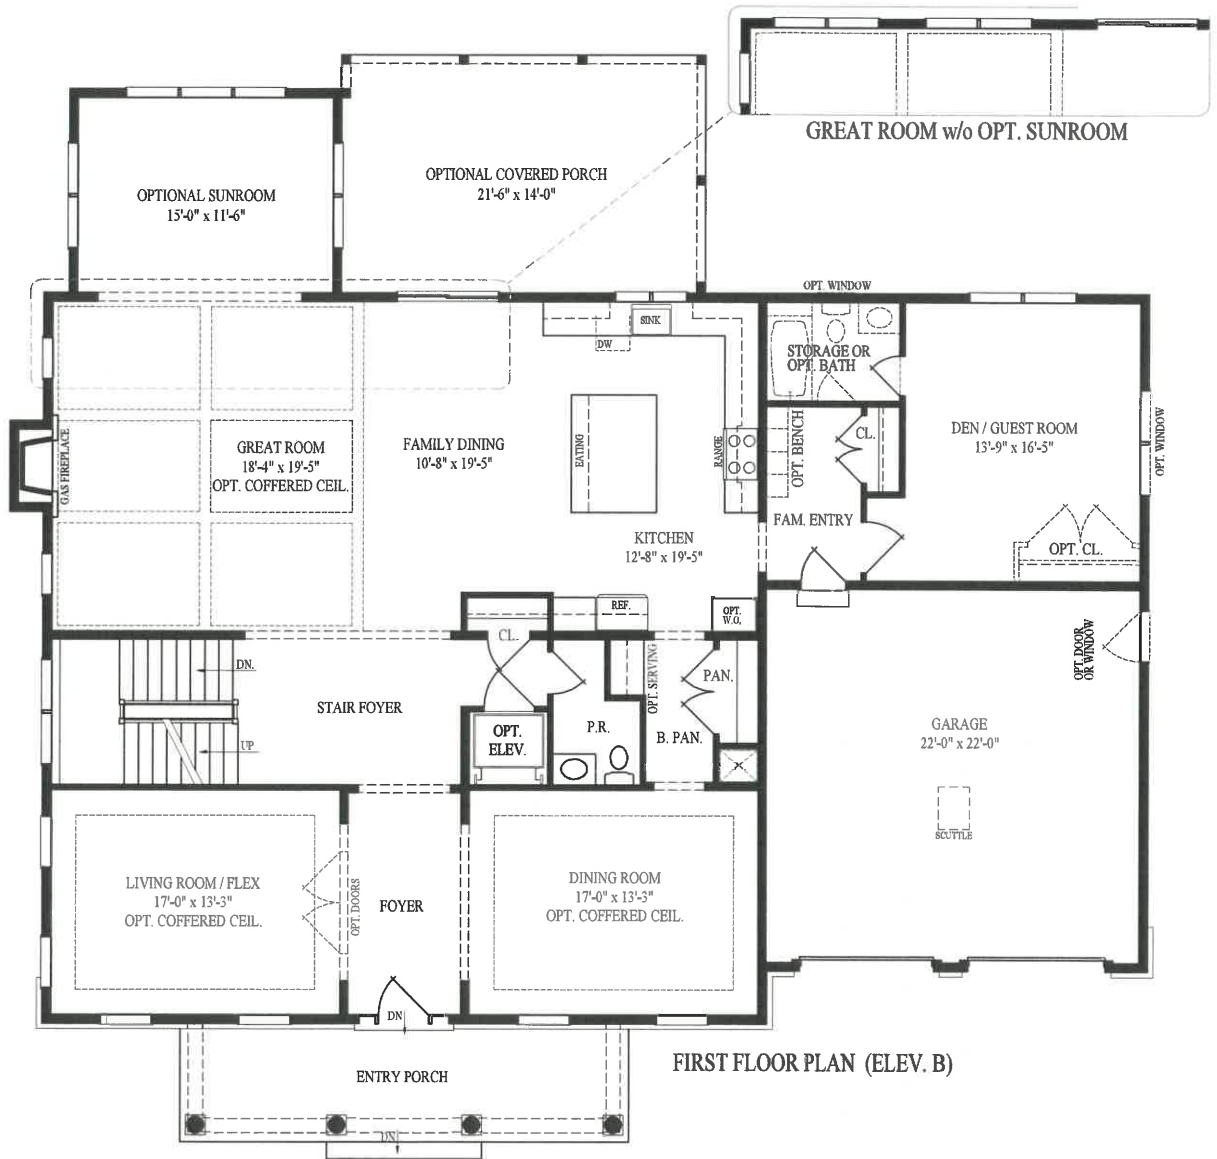 GREAT ROOM w/o OPT. SUNROOM
OPTIONAL SUNROOM
15'-0" x 11'-6"
OPTIONAL COVERED PORCH
21'-6" x 14'-0"
OPT. WINDOW
SINK
DW
STORAGE OR
OPT. BATH
GAS FIREPLACE
GREAT ROOM
18'-4" x 19'-5"
OPT. COFFERED CEIL.
FAMILY DINING
10'-8" x 19'-5"
EATING
RANGE
OPT. BENCH
CL.
DEN / GUEST ROOM
13'-9" x 16'-5"
OPT. WINDOW
KITCHEN
12'-8" x 19'-5"
FAM. ENTRY
OPT. CL.
REF.
OPT.
W.O.
CL.
DN.
UP
STAIR FOYER
OPT.
ELEV.
P.R.
OPT. SERVING
PAN.
B. PAN.
OPT. DOOR
OR WINDOW
GARAGE
22'-0" x 22'-0"
SCUTTLE
LIVING ROOM / FLEX
17'-0" x 13'-3"
OPT. COFFERED CEIL.
OPT. DOORS
FOYER
DINING ROOM
17'-0" x 13'-3"
OPT. COFFERED CEIL.
DN
ENTRY PORCH
DN
FIRST FLOOR PLAN (ELEV. B)